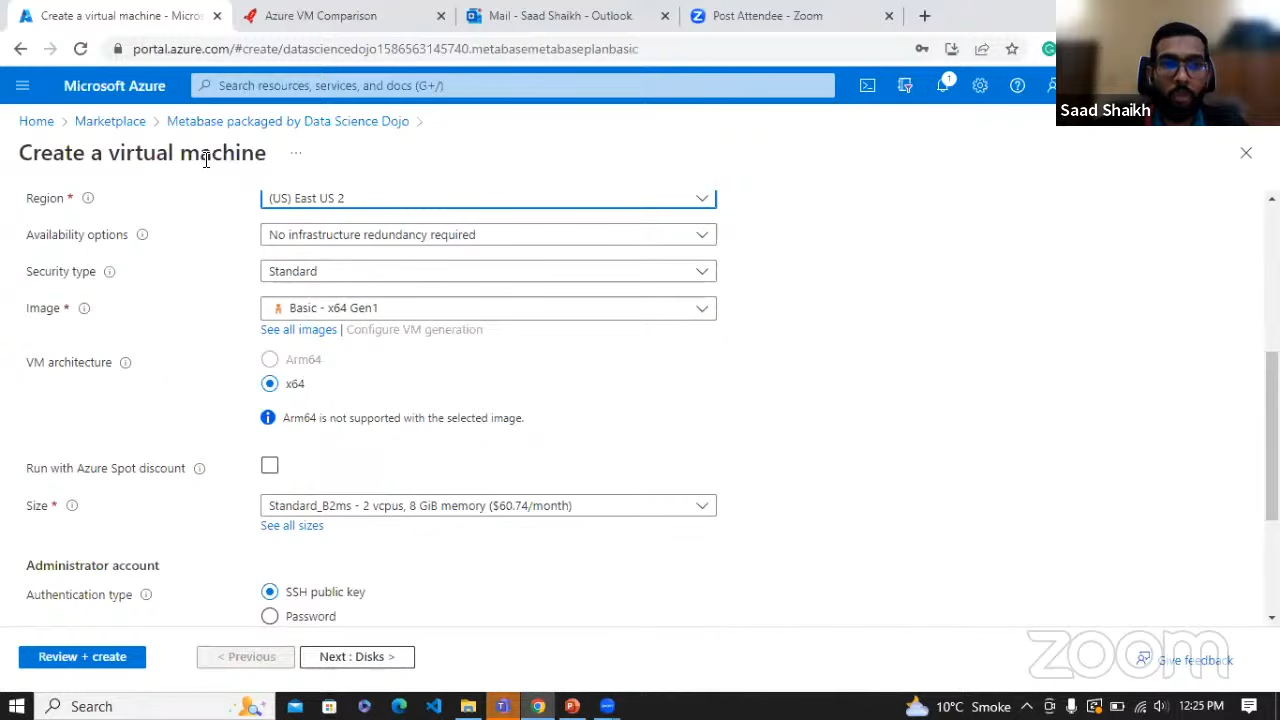 Create a virtual machine - Micros
Azure VM Comparison
Mail - Saad Shaikh - Outlook
Post Attendee - Zoom
portal.azure.com/#create/datasciencedojo1586563145740.metabasemetabaseplanbasic
Microsoft Azure
Search resources, services, and docs (G+/)
1
Saad Shaikh
Home > Marketplace > Metabase packaged by Data Science Dojo >
Create a virtual machine ...
Region *
(US) East US 2
Availability options
No infrastructure redundancy required
Security type
Standard
Image *
Basic - x64 Gen1
See all images | Configure VM generation
VM architecture
Arm64
x64
Arm64 is not supported with the selected image.
Run with Azure Spot discount
Size *
Standard_B2ms - 2 vcpus, 8 GiB memory ($60.74/month)
See all sizes
Administrator account
Authentication type
SSH public key
Password
Review + create
< Previous
Next : Disks >
zoom
Give feedback
Search
10°C Smoke
12:25 PM